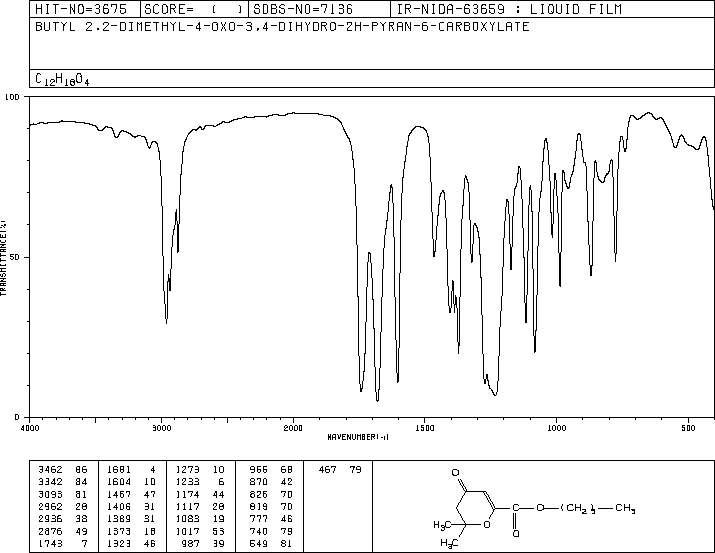 HIT-NO=3675 SCORE= ( ) SDBS-NO=7136 IR-NIDA-63659 : LIQUID FILM
BUTYL 2,2-DIMETHYL-4-OXO-3,4-DIHYDRO-2H-PYRAN-6-CARBOXYLATE
C12H18O4
100
50
0
TRANSMITTANCE(%)
4000 3000 2000 1500 1000 500
WAVENUMBER(-1)
3462 86 1681 4 1273 10 966 68 467 79
3342 84 1604 10 1233 6 870 42
3093 81 1467 47 1174 44 826 70
2962 28 1406 31 1117 28 819 70
2936 38 1389 31 1083 19 777 46
2876 49 1373 18 1017 53 740 79
1743 7 1323 46 987 39 549 81
O
O (CH2)3 CH3
H3C O
H3C O